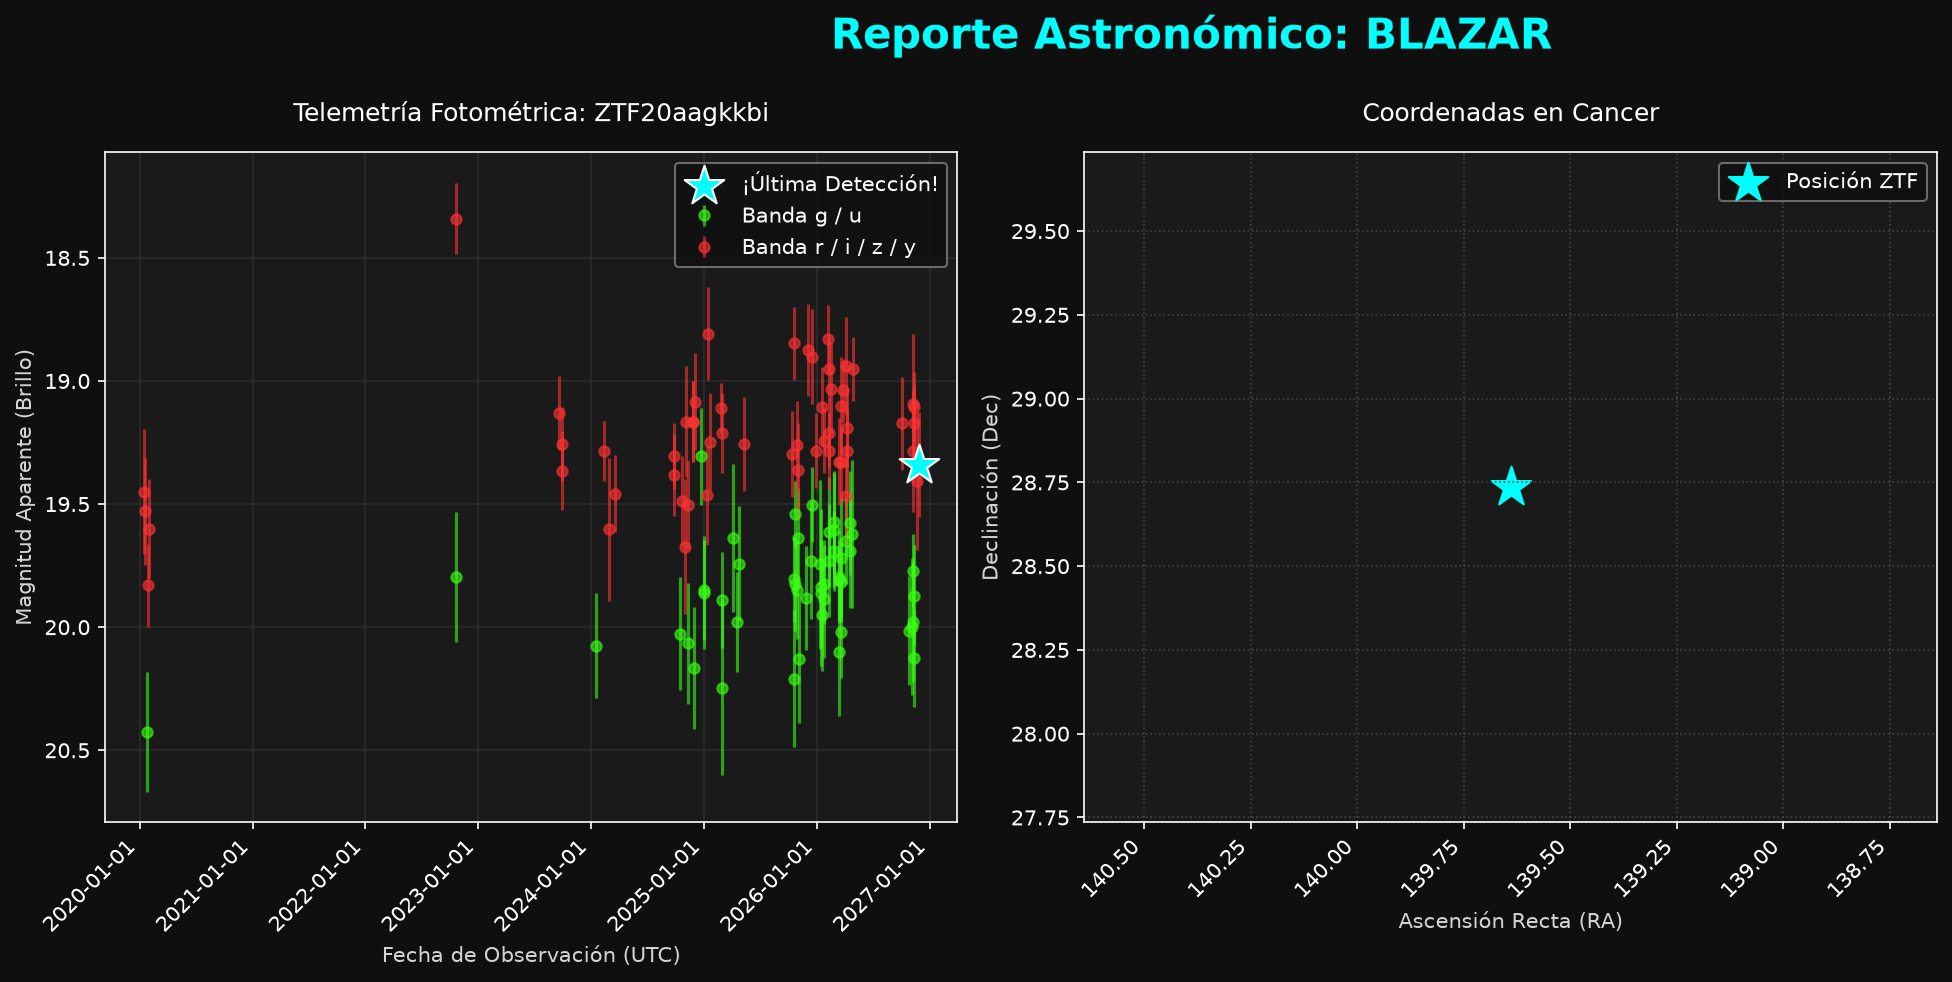 Reporte Astronómico: BLAZAR
Telemetría Fotométrica: ZTF20aagkkbi
¡Última Detección!
Banda g / u
Banda r / i / z / y
Magnitud Aparente (Brillo)
18.5
19.0
19.5
20.0
20.5
2020-01-01
2021-01-01
2022-01-01
2023-01-01
2024-01-01
2025-01-01
2026-01-01
2027-01-01
Fecha de Observación (UTC)
Coordenadas en Cancer
Posición ZTF
Declinación (Dec)
29.50
29.25
29.00
28.75
28.50
28.25
28.00
27.75
140.50
140.25
140.00
139.75
139.50
139.25
139.00
138.75
Ascensión Recta (RA)